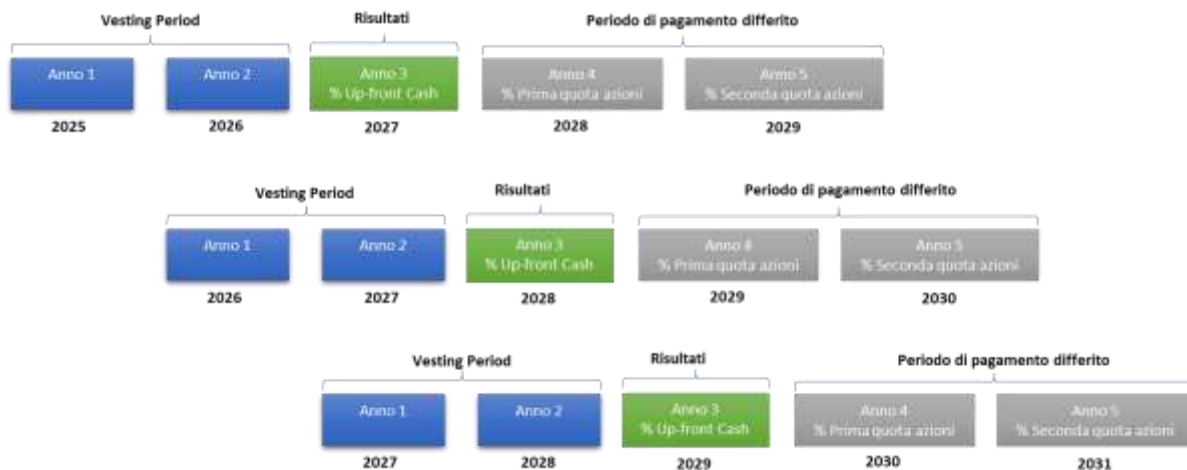 Vesting Period
Risultati
Periodo di pagamento differito
Anno 1
Anno 2
Anno 3
% Up-front Cash
Anno 4
% Prima quota azioni
Anno 5
% Seconda quota azioni
2025
2026
2027
2028
2029
Vesting Period
Risultati
Periodo di pagamento differito
Anno 1
Anno 2
Anno 3
% Up-front Cash
Anno 4
% Prima quota azioni
Anno 5
% Seconda quota azioni
2026
2027
2028
2029
2030
Vesting Period
Risultati
Periodo di pagamento differito
Anno 1
Anno 2
Anno 3
% Up-front Cash
Anno 4
% Prima quota azioni
Anno 5
% Seconda quota azioni
2027
2028
2029
2030
2031